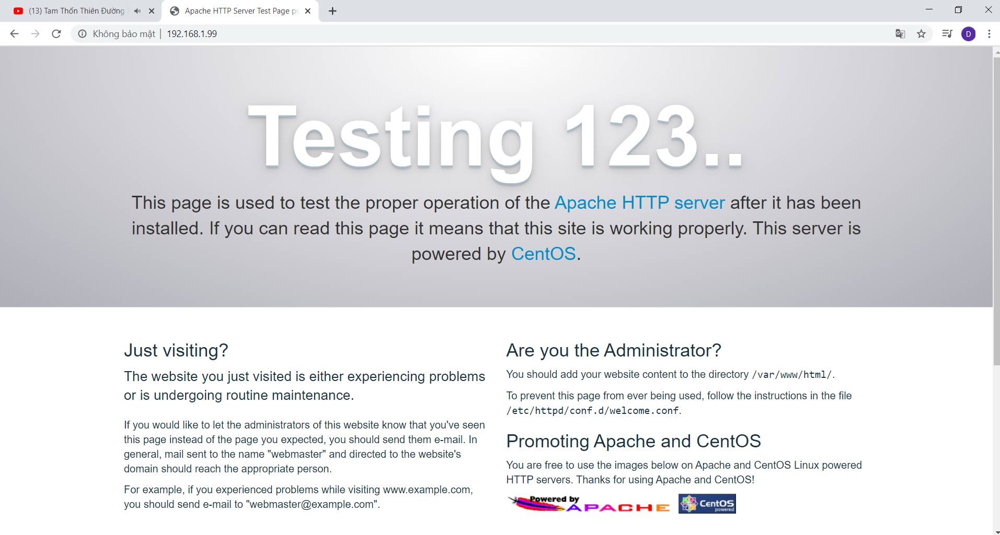 (13) Tam Thốn Thiên Đường
Apache HTTP Server Test Page po
Không bảo mật | 192.168.1.99
D
Testing 123..
This page is used to test the proper operation of the Apache HTTP server after it has been
installed. If you can read this page it means that this site is working properly. This server is
powered by CentOS.
Just visiting?
The website you just visited is either experiencing problems
or is undergoing routine maintenance.
If you would like to let the administrators of this website know that you've seen
this page instead of the page you expected, you should send them e-mail. In
general, mail sent to the name "webmaster" and directed to the website's
domain should reach the appropriate person.
For example, if you experienced problems while visiting www.example.com,
you should send e-mail to "webmaster@example.com".
Are you the Administrator?
You should add your website content to the directory /var/www/html/.
To prevent this page from ever being used, follow the instructions in the file
/etc/httpd/conf.d/welcome.conf.
Promoting Apache and CentOS
You are free to use the images below on Apache and CentOS Linux powered
HTTP servers. Thanks for using Apache and CentOS!
Powered by
APACHE
CentOS
powered